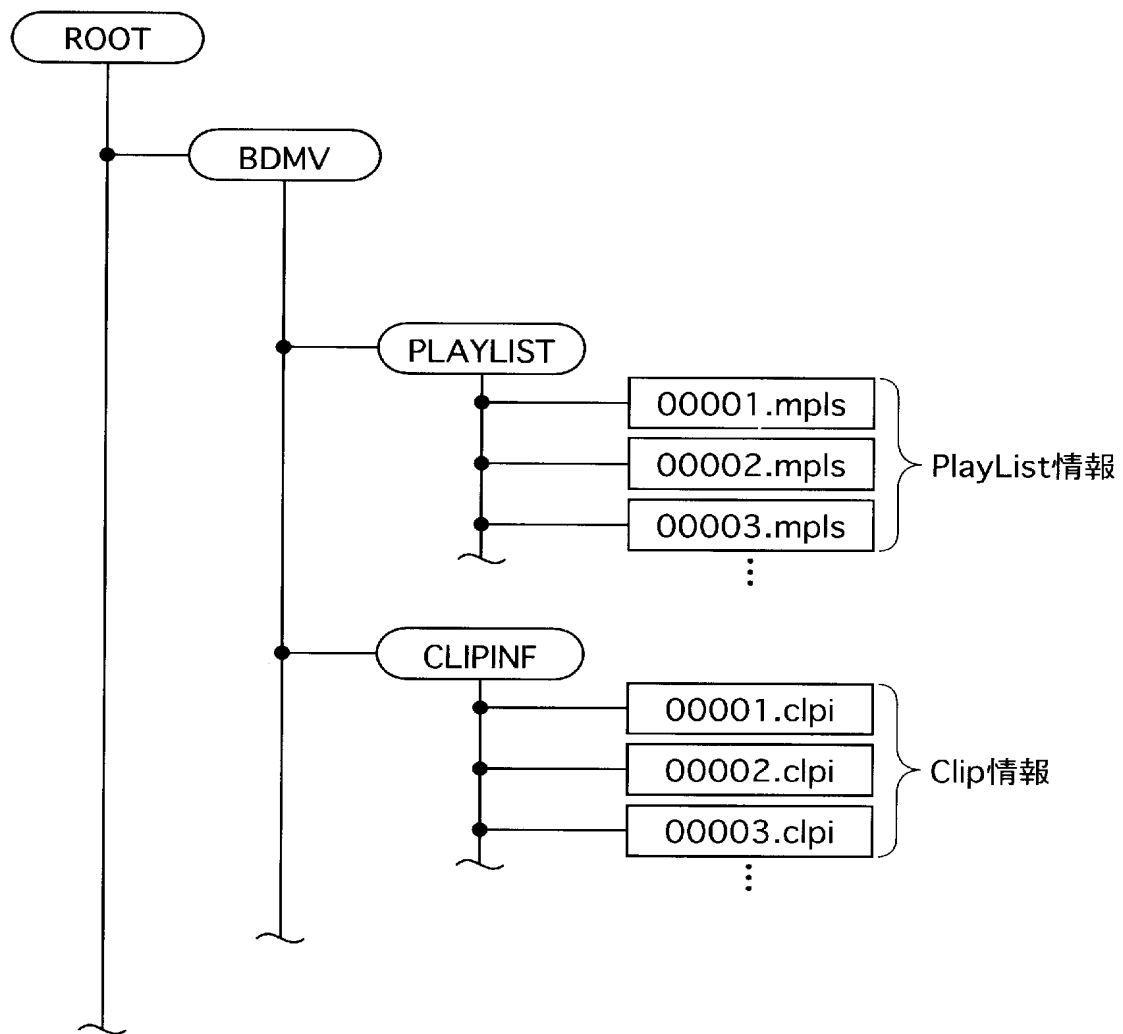 ROOT
BDMV
PLAYLIST
00001.mpls
00002.mpls
PlayList情報
00003.mpls
CLIPINF
00001.clpi
00002.clpi
Clip情報
00003.clpi